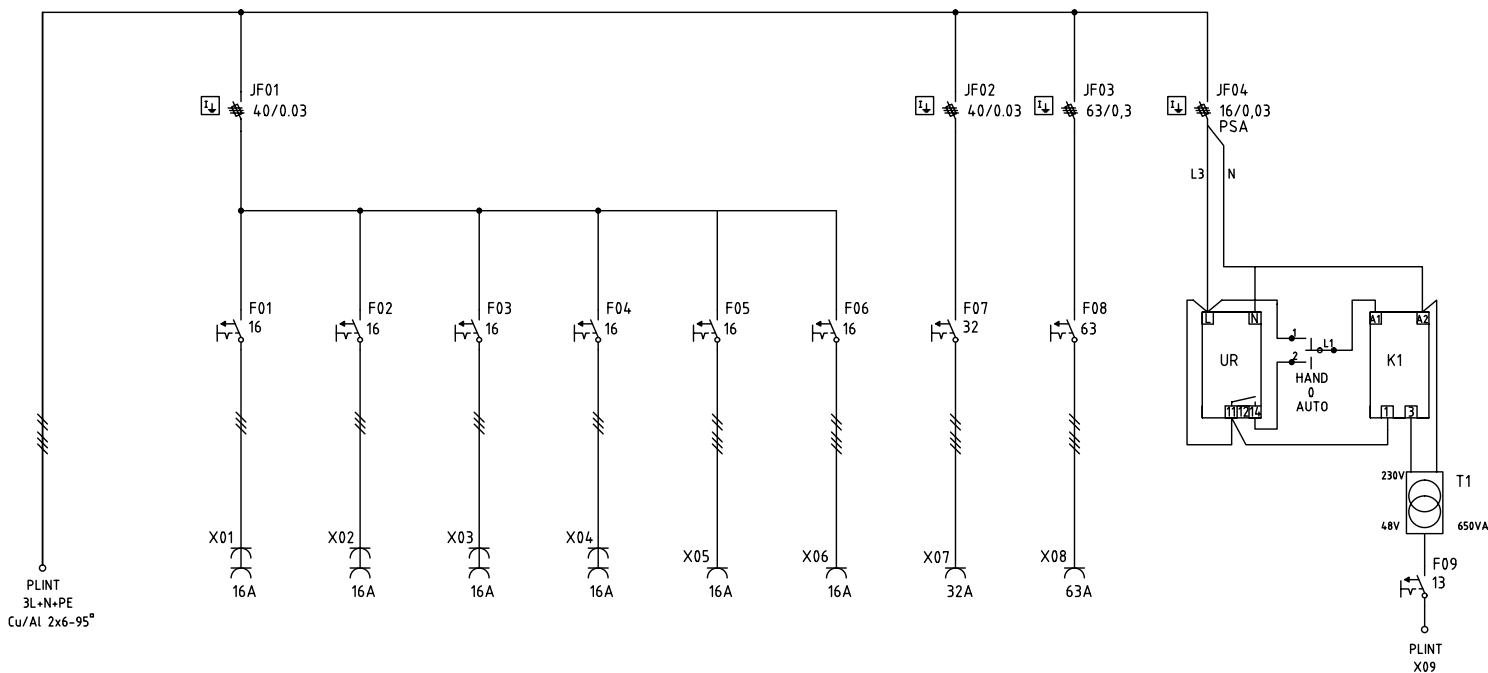 JF01
40/0.03
JF02
40/0.03
JF03
63/0,3
JF04
16/0,03
PSA
L3
N
F01
16
F02
16
F03
16
F04
16
F05
16
F06
16
F07
32
F08
63
L
N
A1
A2
1
2
L1
UR
K1
HAND
0
AUTO
11 12 14
1
3
230V
T1
48V
650VA
X01
16A
X02
16A
X03
16A
X04
16A
X05
16A
X06
16A
X07
32A
X08
63A
F09
13
PLINT
3L+N+PE
Cu/Al 2x6-95¤
PLINT
X09